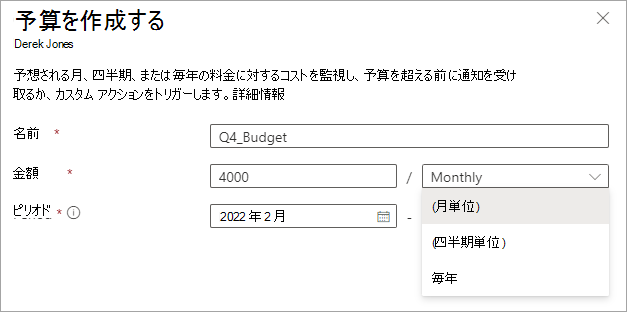 予算を作成する
Derek Jones
予想される月、四半期、または毎年の料金に対するコストを監視し、予算を超える前に通知を受け
取るか、カスタム アクションをトリガーします。詳細情報
名前 * Q4_Budget
金額 * 4000 / Monthly
ピリオド * 2022 年 2 月 -
(月単位)
(四半期単位)
毎年